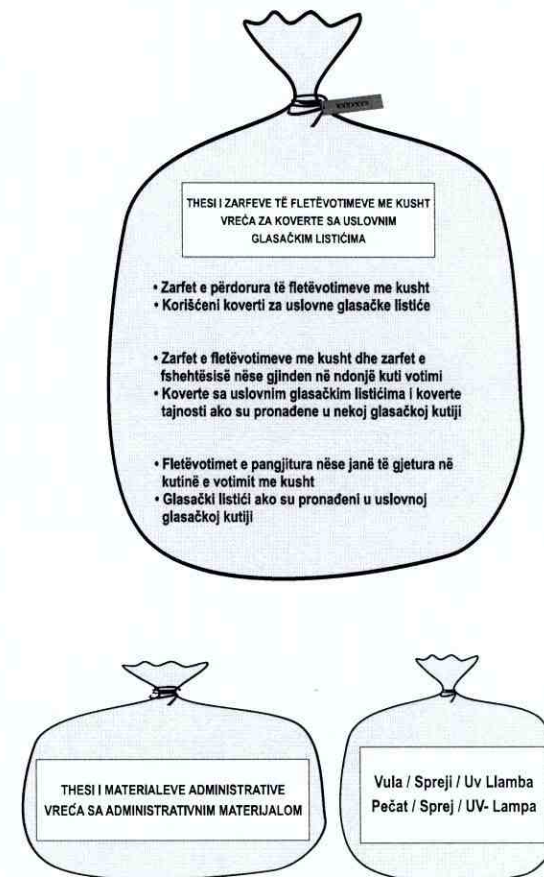 THESI I ZARFEVE TË FLETËVOTIMEVE ME KUSHT
VREĆA ZA KOVERTE SA USLOVNIM
GLASAČKIM LISTIĆIMA
• Zarfet e përdorura të fletëvotimeve me kusht
• Korišćeni koverti za uslovne glasačke listiće
• Zarfet e fletëvotimeve me kusht dhe zarfet e
fshehtësisë nëse gjinden në ndonjë kuti votimi
• Koverte sa uslovnim glasačkim listićima i koverte
tajnosti ako su pronađene u nekoj glasačkoj kutiji
• Fletëvotimet e pangjitura nëse janë të gjetura në
kutinë e votimit me kusht
• Glasački listići ako su pronađeni u uslovnoj
glasačkoj kutiji
THESI I MATERIALEVE ADMINISTRATIVE
VREĆA SA ADMINISTRATIVNIM MATERIJALOM
Vula / Spreji / Uv Llamba
Pečat / Sprej / UV- Lampa